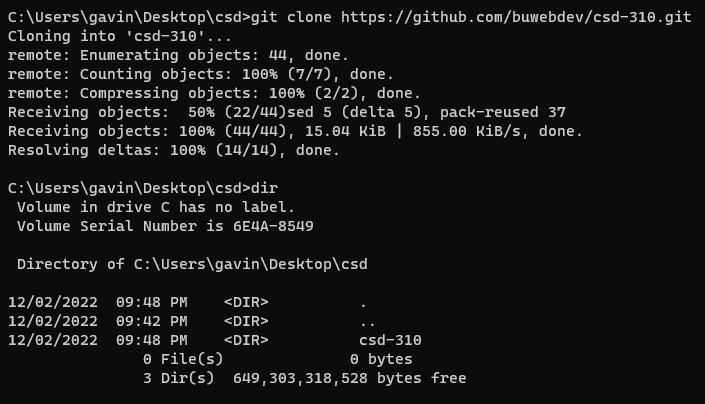 C:\Users\gavin\Desktop\csd>git clone https://github.com/buwebdev/csd-310.git
Cloning into 'csd-310'...
remote: Enumerating objects: 44, done.
remote: Counting objects: 100% (7/7), done.
remote: Compressing objects: 100% (2/2), done.
Receiving objects:  50% (22/44)sed 5 (delta 5), pack-reused 37
Receiving objects: 100% (44/44), 15.04 KiB | 855.00 KiB/s, done.
Resolving deltas: 100% (14/14), done.

C:\Users\gavin\Desktop\csd>dir
 Volume in drive C has no label.
 Volume Serial Number is 6E4A-8549

 Directory of C:\Users\gavin\Desktop\csd

12/02/2022  09:48 PM    <DIR>          .
12/02/2022  09:42 PM    <DIR>          ..
12/02/2022  09:48 PM    <DIR>          csd-310
               0 File(s)              0 bytes
               3 Dir(s)  649,303,318,528 bytes free